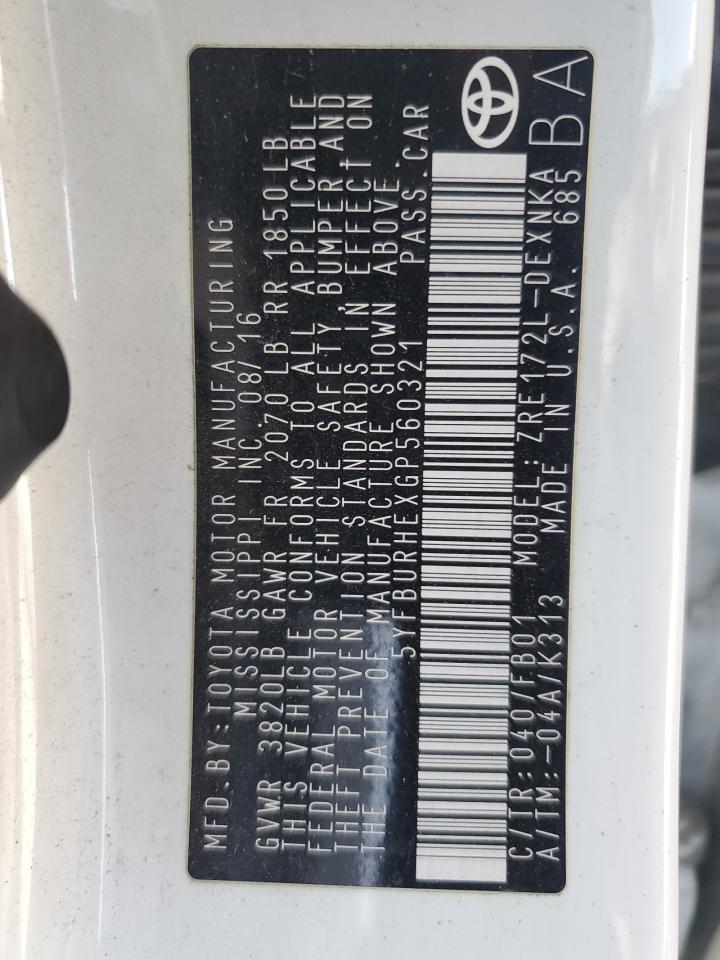 MFD. BY: TOYOTA MOTOR MANUFACTURING
MISSISSIPPI INC. 08/16
GVWR 3820LB GAWR FR 2070LB RR 1850LB
THIS VEHICLE CONFORMS TO ALL APPLICABLE
FEDERAL MOTOR VEHICLE SAFETY, BUMPER AND
THEFT PREVENTION STANDARDS IN EFFECT ON
THE DATE OF MANUFACTURE SHOWN ABOVE.
5YFBURHEXGP560321 PASS. CAR
C/TR: 040/FB01 MODEL: ZRE172L-DEXNKA
A/TM: -04A/K313 MADE IN U.S.A. 685
BA